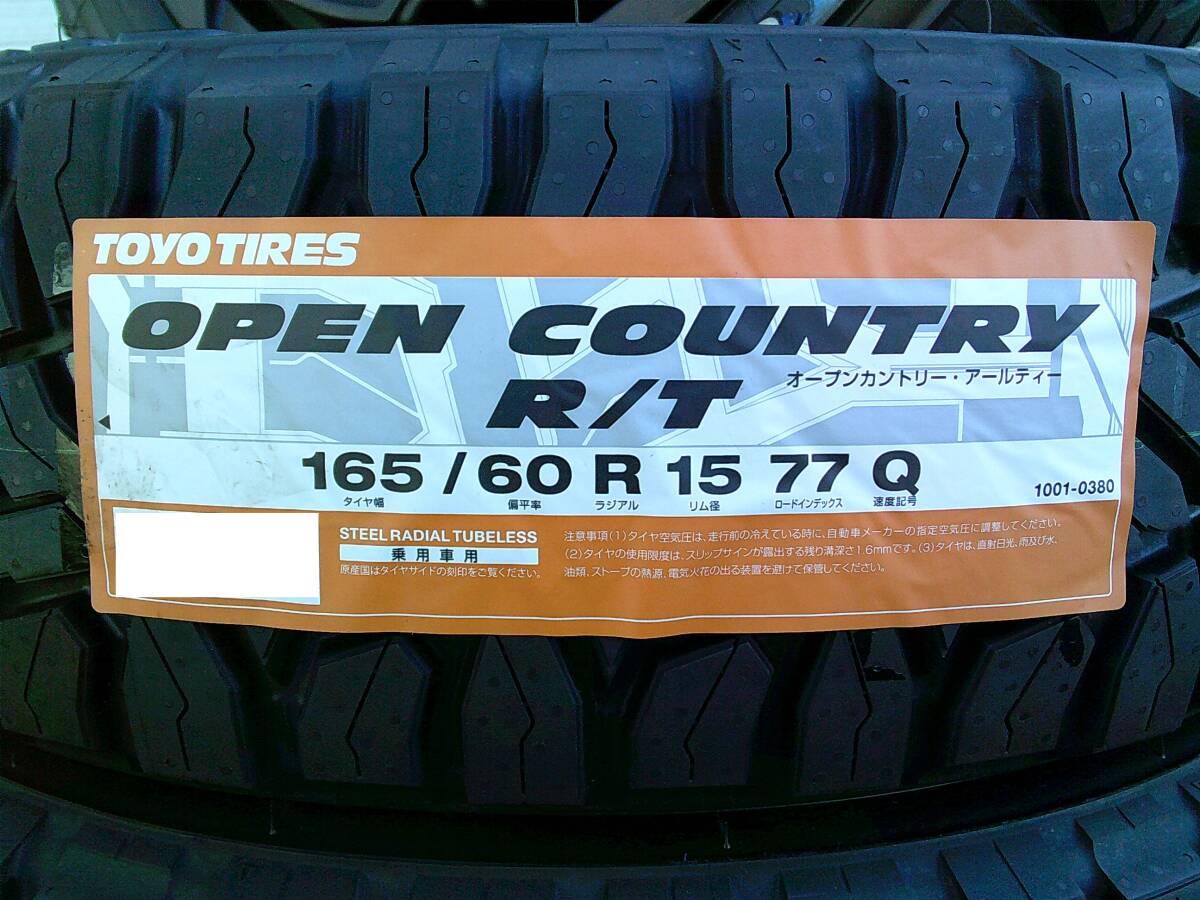 TOYO TIRES
OPEN COUNTRY
R/T オープンカントリー・アールティー
165 / 60 R 15 77 Q
タイヤ幅 偏平率 ラジアル リム径 ロードインデックス 速度記号 1001-0380
STEEL RADIAL TUBELESS
乗用車用
原産国はタイヤサイドの刻印をご覧ください。
注意事項(1)タイヤ空気圧は、走行前の冷えている時に、自動車メーカーの指定空気圧に調整してください。
(2)タイヤの使用限度は、スリップサインが露出する残り溝深さ1.6mmです。(3)タイヤは、直射日光、雨及び水、
油類、ストーブの熱源、電気火花の出る装置を避けて保管してください。